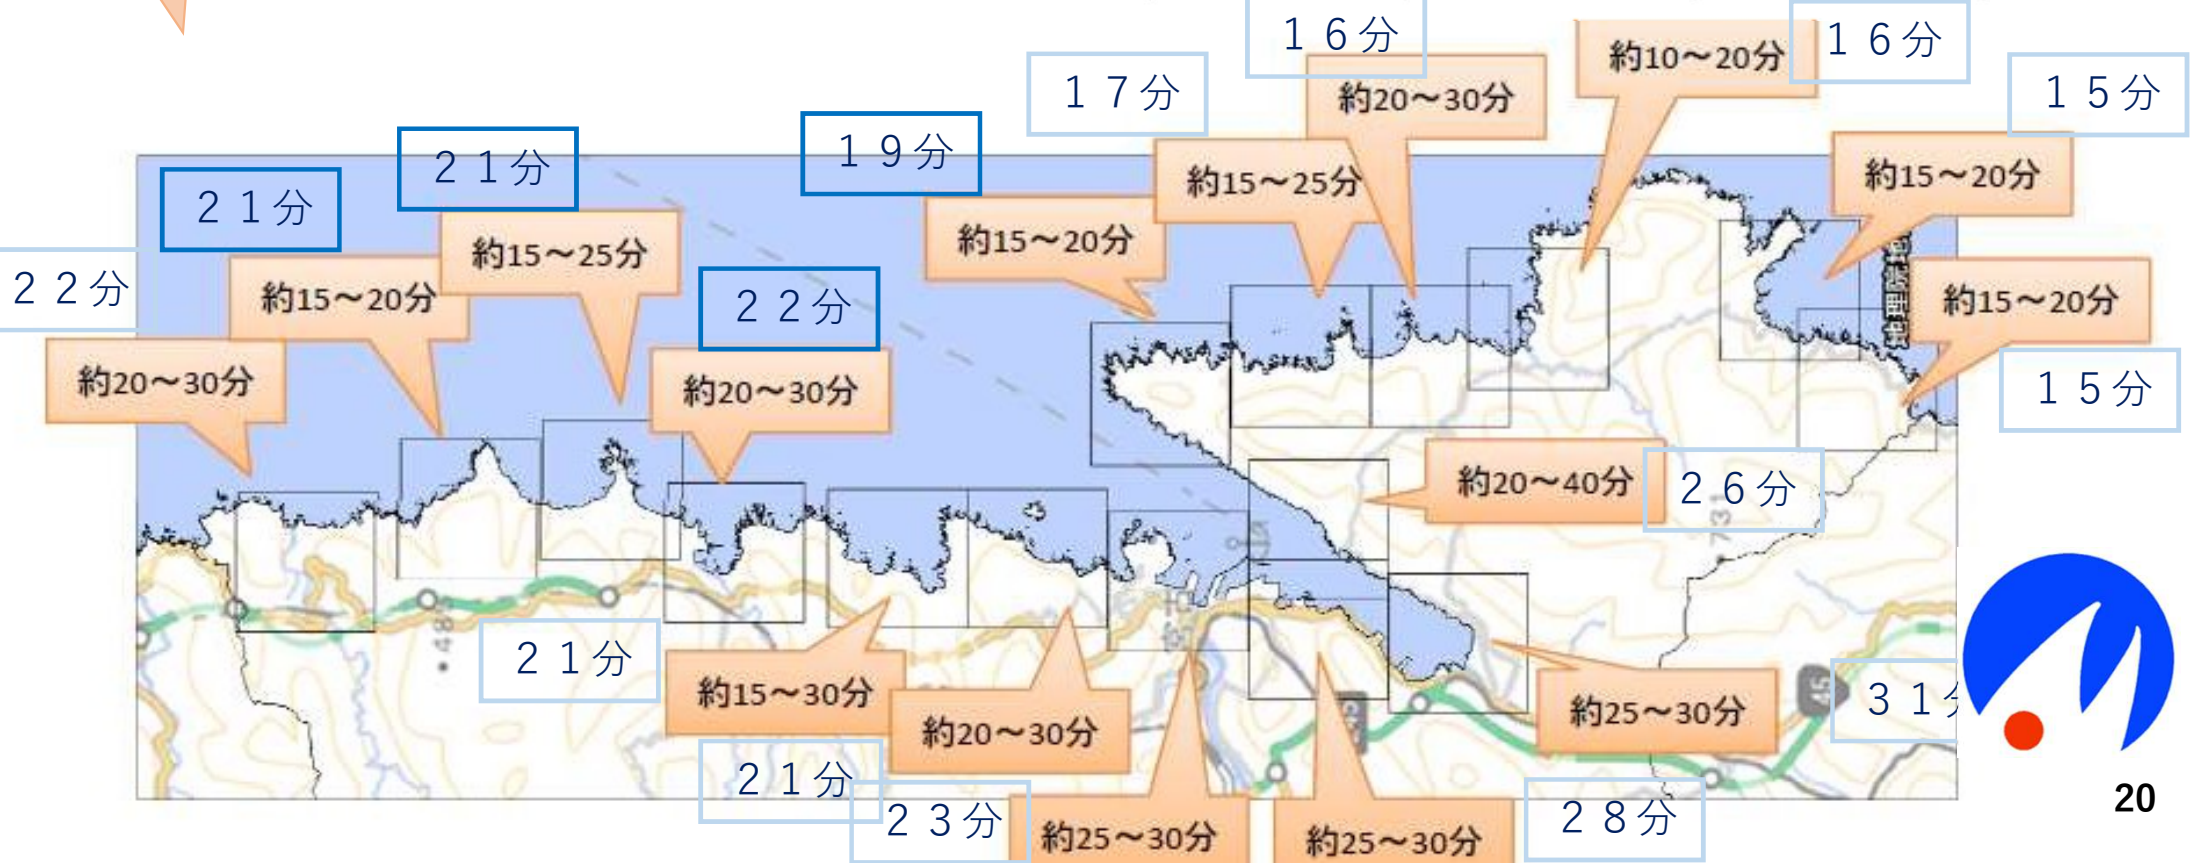 １６分
１６分
約10～20分
１７分
約20～30分
１５分
１９分
２１分
約15～25分
約15～20分
２１分
約15～25分
約15～20分
２２分
約15～20分
２２分
約15～20分
約20～30分
約20～30分
１５分
約20～40分
２６分
731
・48
宮古
２１分
約15～30分
約20～30分
約25～30分
45
３１
２１分
２３分
約25～30分
約25～30分
２８分
20